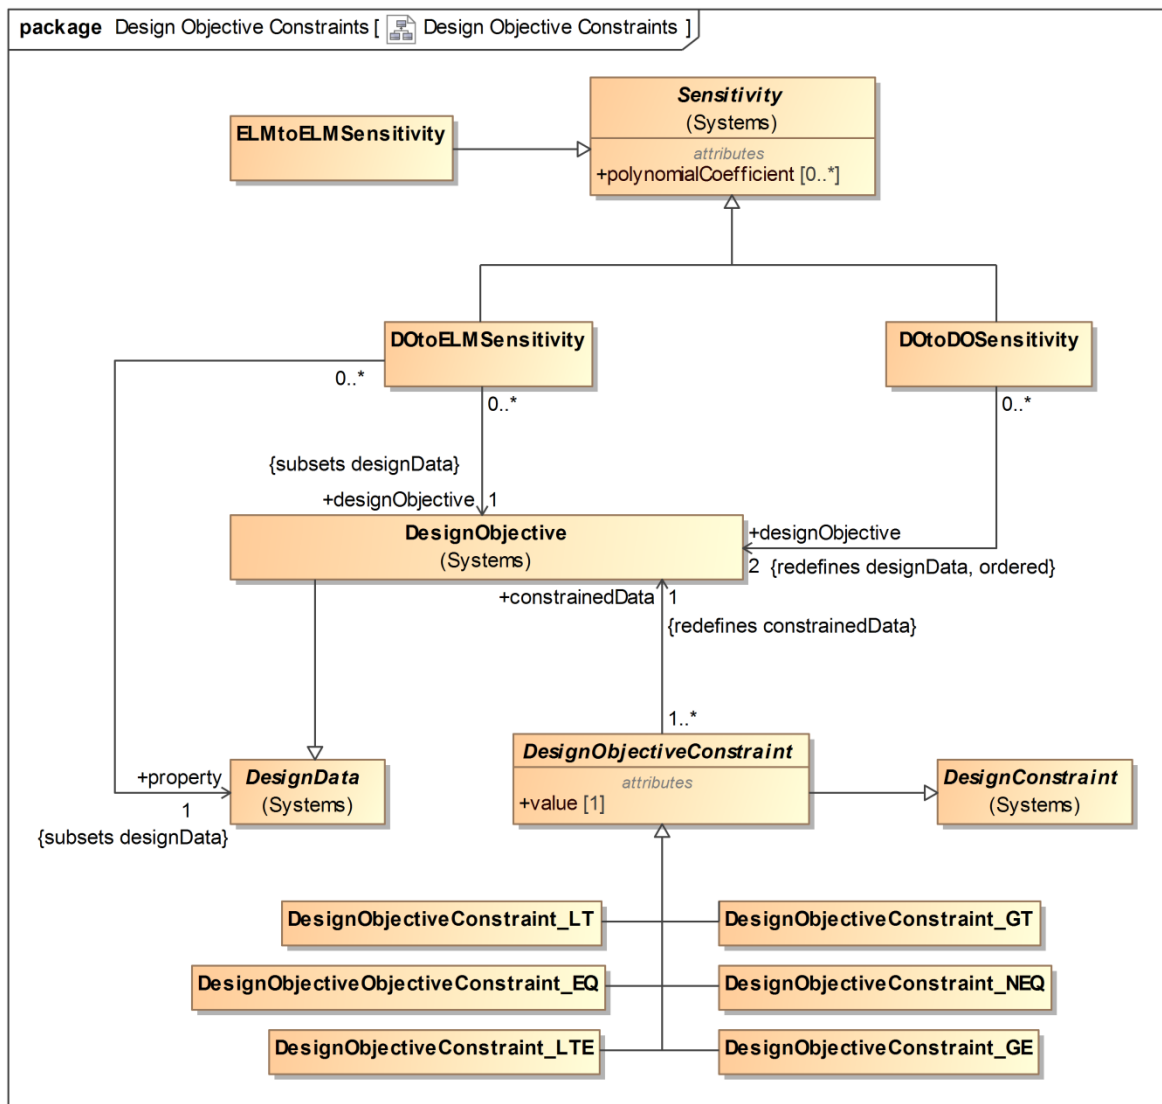 package Design Objective Constraints [ Design Objective Constraints ]
Sensitivity
(Systems)
attributes
+polynomialCoefficient [0..*]
ELMtoELMSensitivity
DOtoELMSensitivity
DOtoDOSensitivity
0..*
0..*
0..*
{subsets designData}
+designObjective
1
DesignObjective
(Systems)
+designObjective
2
{redefines designData, ordered}
+constrainedData
1
{redefines constrainedData}
1..*
DesignObjectiveConstraint
attributes
+value [1]
+property
1
{subsets designData}
DesignData
(Systems)
DesignConstraint
(Systems)
DesignObjectiveConstraint_LT
DesignObjectiveConstraint_GT
DesignObjectiveObjectiveConstraint_EQ
DesignObjectiveConstraint_NEQ
DesignObjectiveConstraint_LTE
DesignObjectiveConstraint_GE